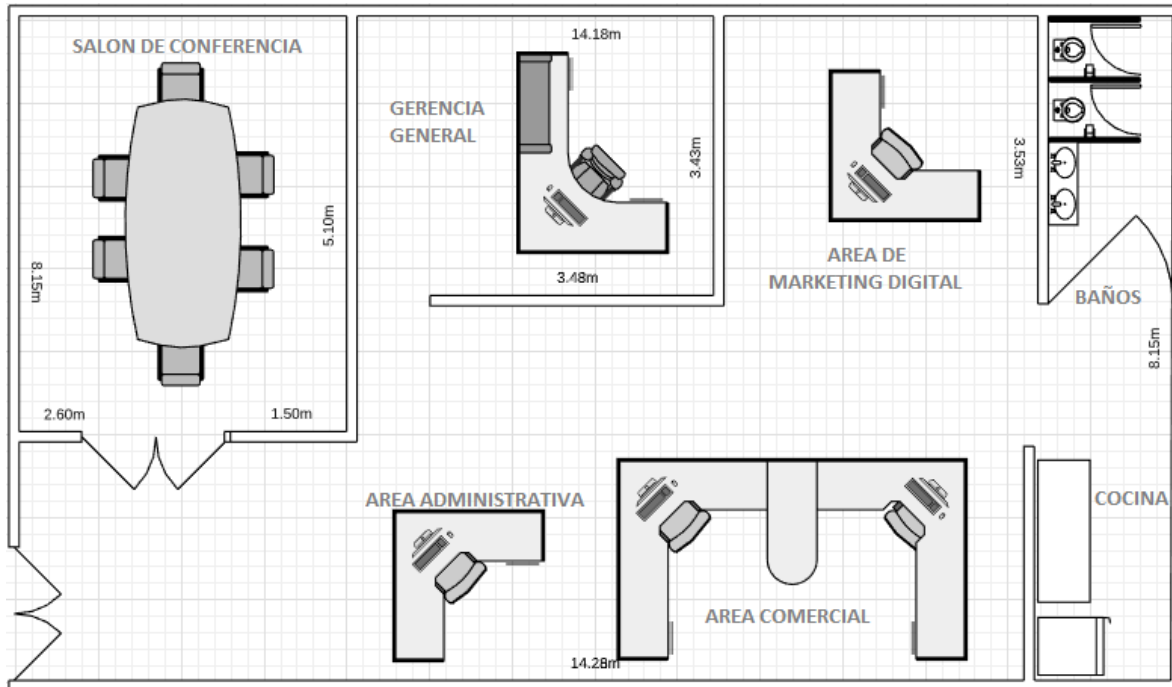 SALON DE CONFERENCIA
14.18m
GERENCIA
GENERAL
3.43m
3.53m
5.10m
8.15m
3.48m
AREA DE
MARKETING DIGITAL
BAÑOS
8.15m
2.60m
1.50m
AREA ADMINISTRATIVA
COCINA
AREA COMERCIAL
14.28m